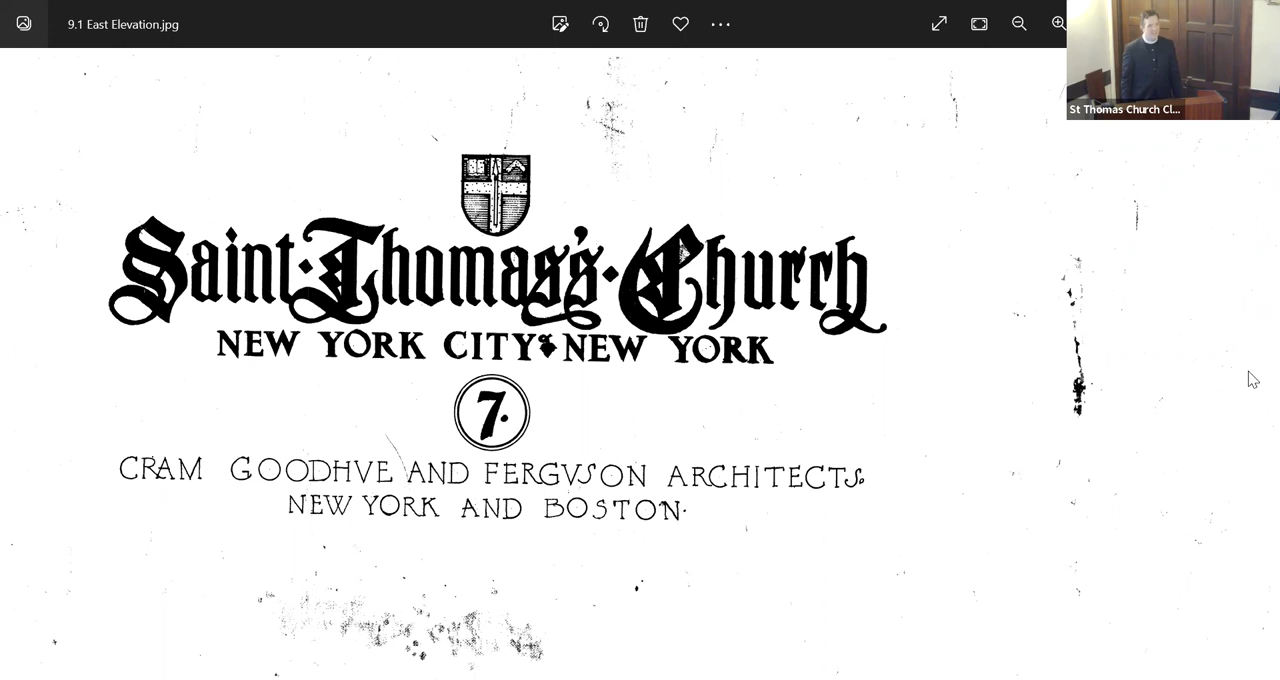 9.1 East Elevation.jpg
St Thomas Church Cl...
Saint·Thomas's·Church
NEW YORK CITY NEW YORK
7.
CRAM GOODHVE AND FERGVSON ARCHITECTS.
NEW YORK AND BOSTON.